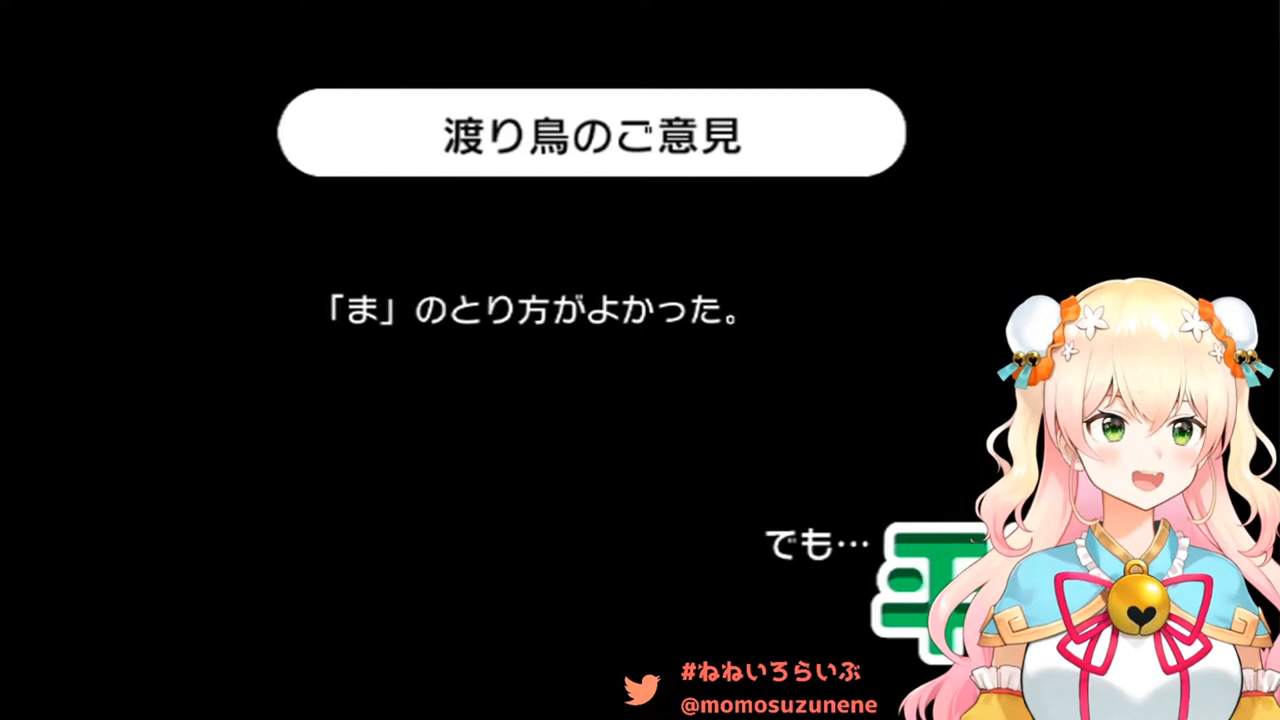 渡り鳥のご意見
「ま」のとり方がよかった。
でも…
平
#ねねいろらいぶ
@momosuzunene